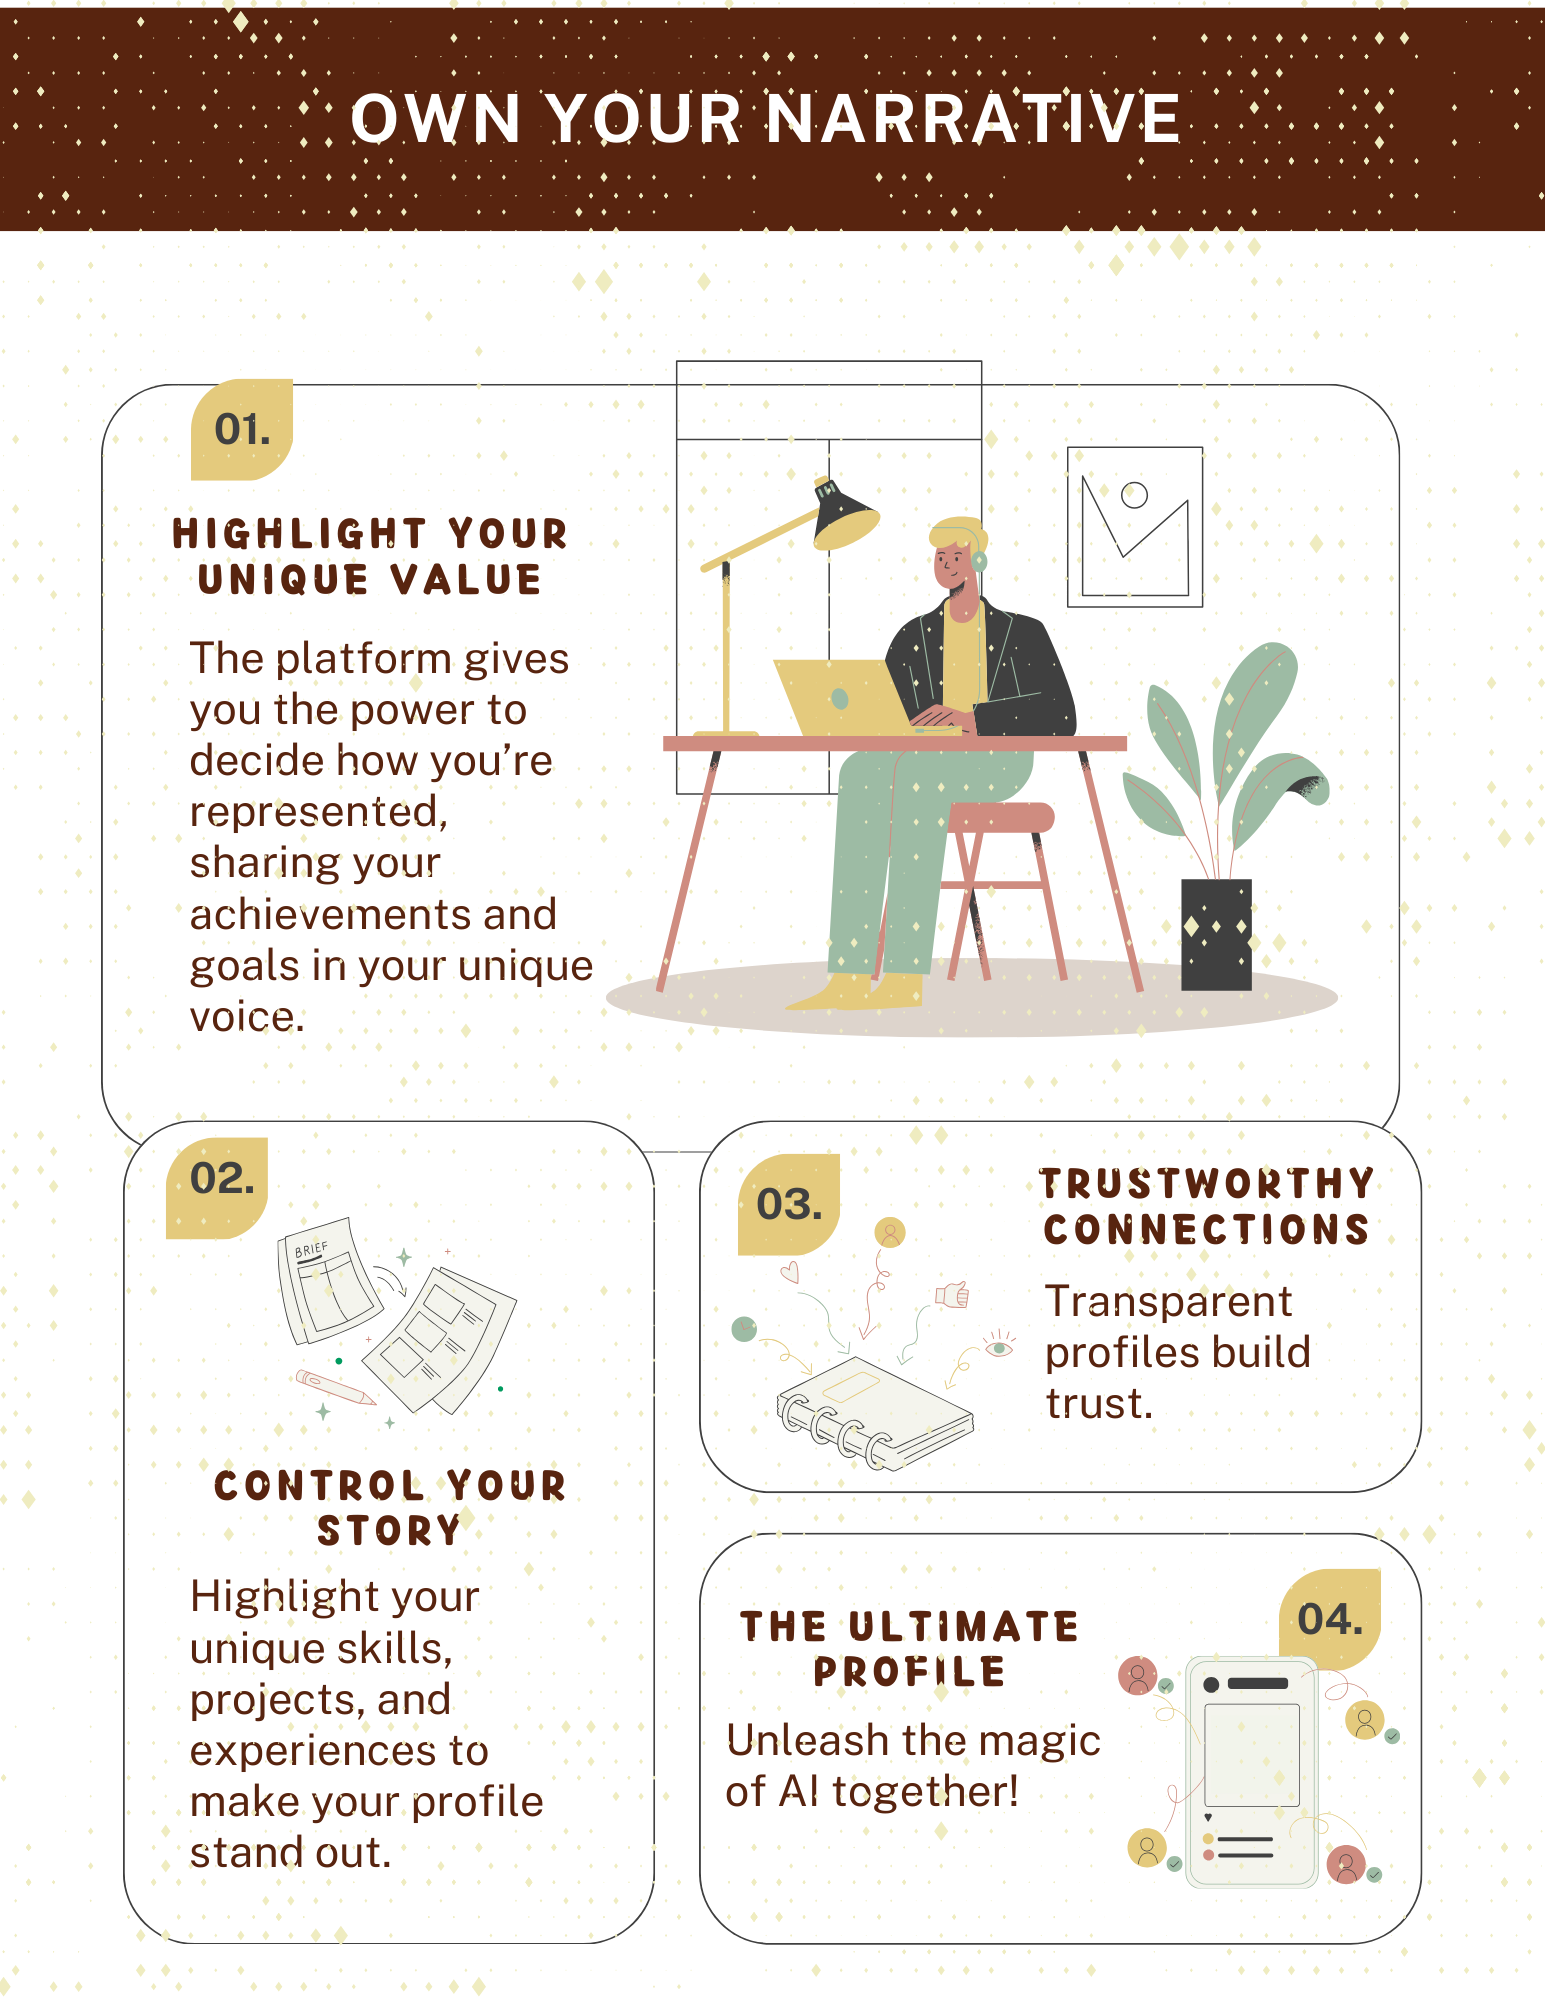 OWN YOUR NARRATIVE
01.
HIGHLIGHT YOUR
UNIQUE VALUE
The platform gives
you the power to
decide how you’re
represented,
sharing your
achievements and
goals in your unique
voice.
02.
BRIEF
CONTROL YOUR
STORY
Highlight your
unique skills,
projects, and
experiences to
make your profile
stand out.
03.
TRUSTWORTHY
CONNECTIONS
Transparent
profiles build
trust.
04.
THE ULTIMATE
PROFILE
Unleash the magic
of AI together!